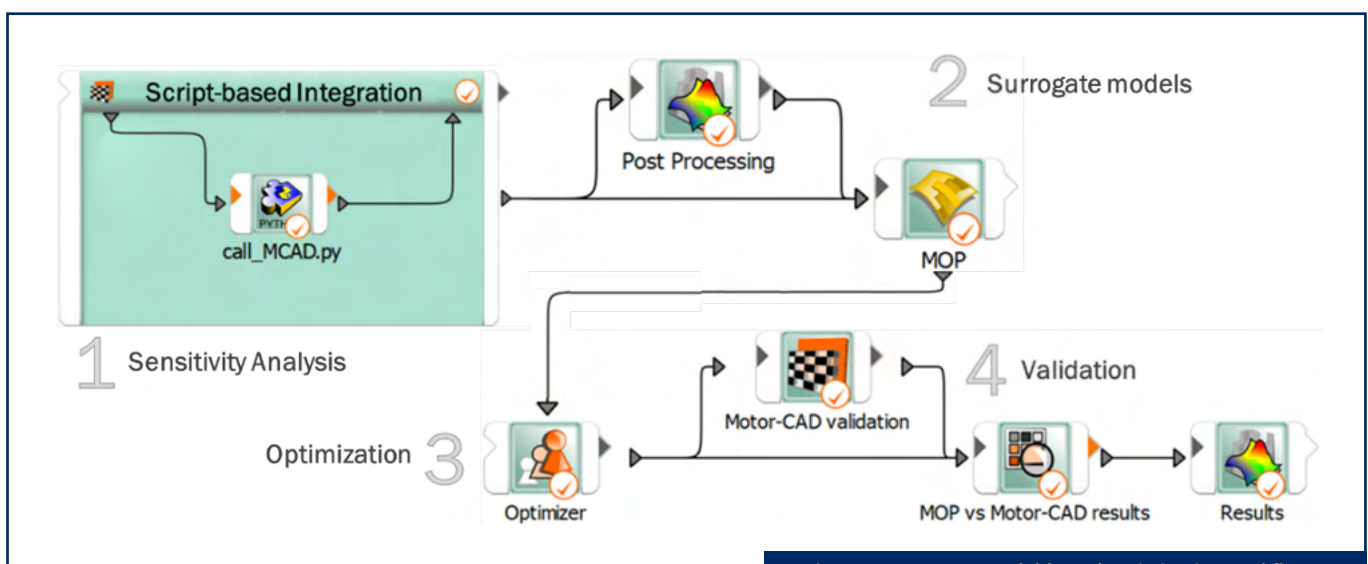 Script-based Integration
PYTH
call_MCAD.py
Post Processing
2 Surrogate models
MOP
1 Sensitivity Analysis
Optimization 3
Optimizer
Motor-CAD validation
4 Validation
MOP vs Motor-CAD results
Results